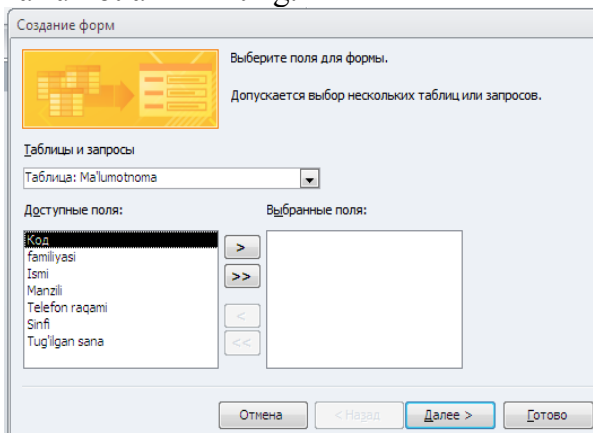 Создание форм
Выберите поля для формы.
Допускается выбор нескольких таблиц или запросов.
Таблицы и запросы
Таблица: Ma'lumotnoma
Доступные поля:
Выбранные поля:
Код
familiyasi
Ismi
Manzili
Telefon raqami
Sinfi
Tug'ilgan sana
>
>>
<
<<
Отмена
< Назад
Далее >
Готово